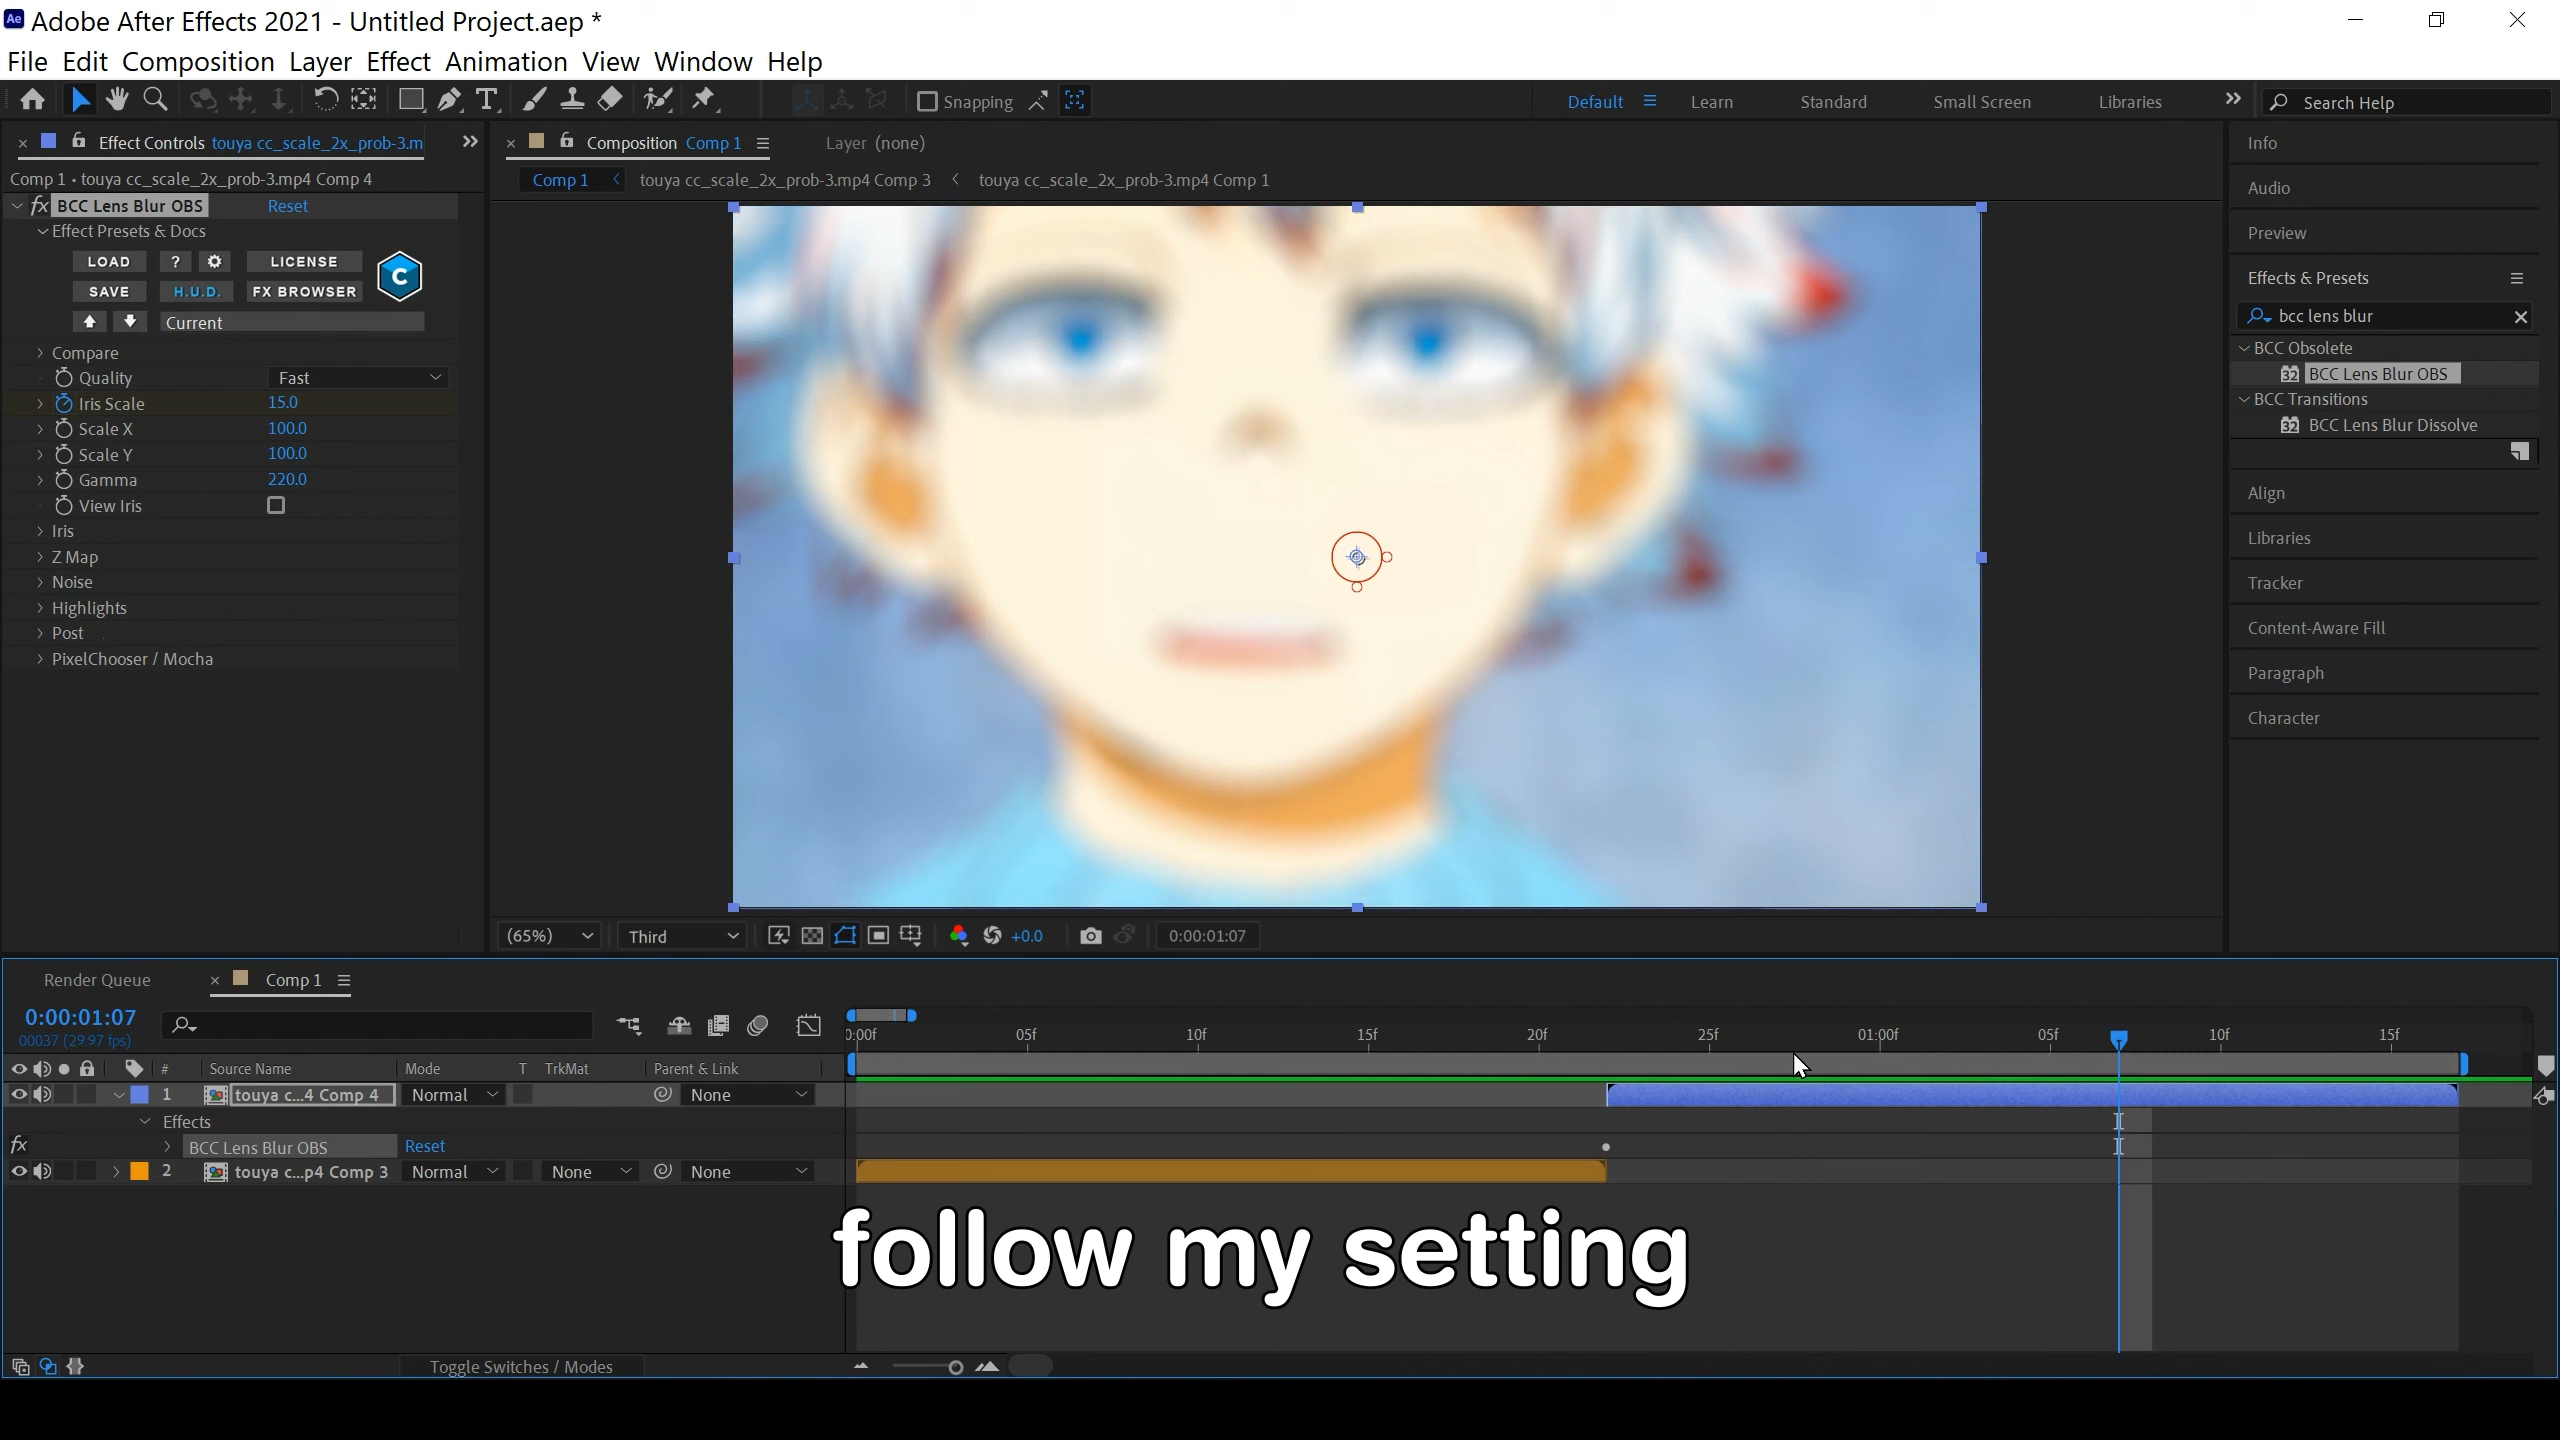 Adobe After Effects 2021 - Untitled Project.aep *
File Edit Composition Layer Effect Animation View Window Help
Snapping
Default
Learn
Standard
Small Screen
Libraries
Search Help
Effect Controls touya cc_scale_2x_prob-3.m
Comp 1 • touya cc_scale_2x_prob-3.mp4 Comp 4
fx BCC Lens Blur OBS Reset
Effect Presets & Docs
LOAD ? LICENSE
SAVE H.U.D. FX BROWSER
Current
Compare
Quality Fast
Iris Scale 15.0
Scale X 100.0
Scale Y 100.0
Gamma 220.0
View Iris
Iris
Z Map
Noise
Highlights
Post
PixelChooser / Mocha
Composition Comp 1
Layer (none)
Comp 1 < touya cc_scale_2x_prob-3.mp4 Comp 3 < touya cc_scale_2x_prob-3.mp4 Comp 1
(65%) Third +0.0 0:00:01:07
Info
Audio
Preview
Effects & Presets
bcc lens blur
BCC Obsolete
32 BCC Lens Blur OBS
BCC Transitions
32 BCC Lens Blur Dissolve
Align
Libraries
Tracker
Content-Aware Fill
Paragraph
Character
Render Queue
Comp 1
0:00:01:07
00037 (29.97 fps)
0:00f 05f 10f 15f 20f 25f 01:00f 05f 10f 15f
# Source Name Mode T TrkMat Parent & Link
1 touya c...4 Comp 4 Normal None
Effects
fx BCC Lens Blur OBS Reset
2 touya c...p4 Comp 3 Normal None None
follow my setting
Toggle Switches / Modes